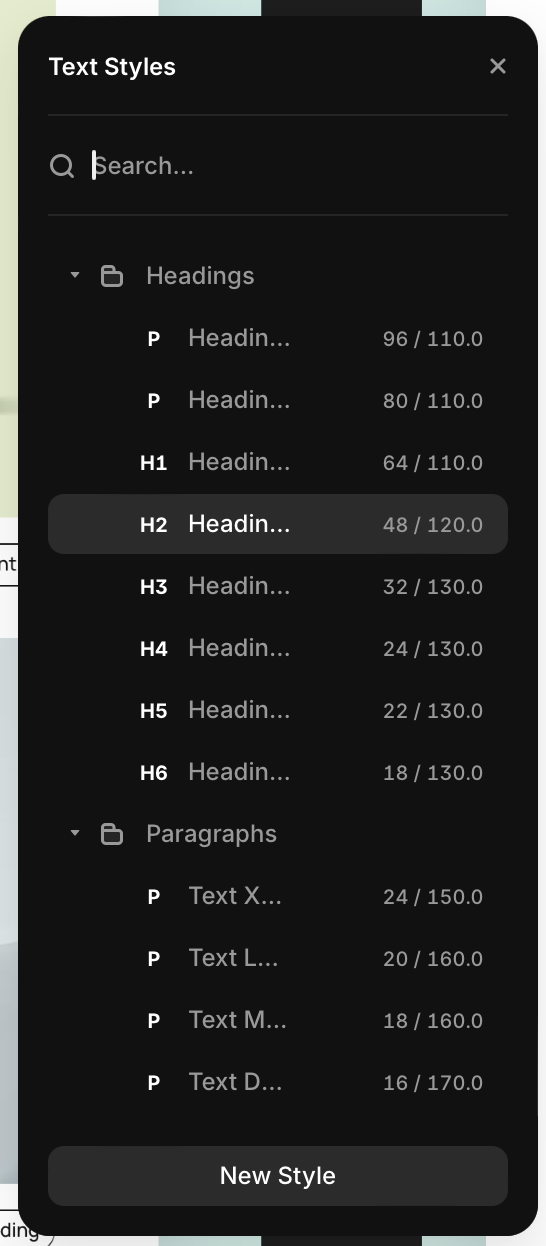 Text Styles
Search...
Headings
P Headin... 96 / 110.0
P Headin... 80 / 110.0
H1 Headin... 64 / 110.0
H2 Headin... 48 / 120.0
nt
H3 Headin... 32 / 130.0
H4 Headin... 24 / 130.0
H5 Headin... 22 / 130.0
H6 Headin... 18 / 130.0
Paragraphs
P Text X... 24 / 150.0
P Text L... 20 / 160.0
P Text M... 18 / 160.0
P Text D... 16 / 170.0
New Style
ding